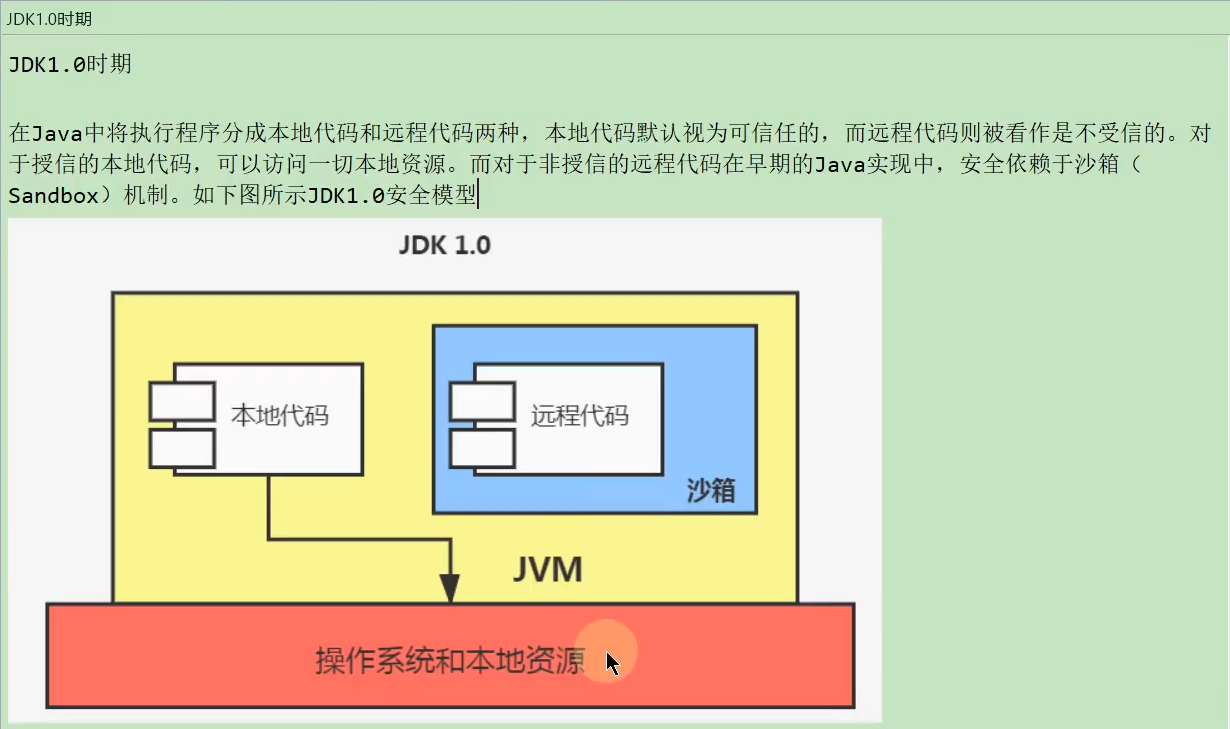 JDK1.0时期
JDK1.0时期
在Java中将执行程序分成本地代码和远程代码两种，本地代码默认视为可信任的，而远程代码则被看作是不受信的。对
于授信的本地代码，可以访问一切本地资源。而对于非授信的远程代码在早期的Java实现中，安全依赖于沙箱（
Sandbox）机制。如下图所示JDK1.0安全模型
JDK 1.0
本地代码
远程代码
沙箱
JVM
操作系统和本地资源